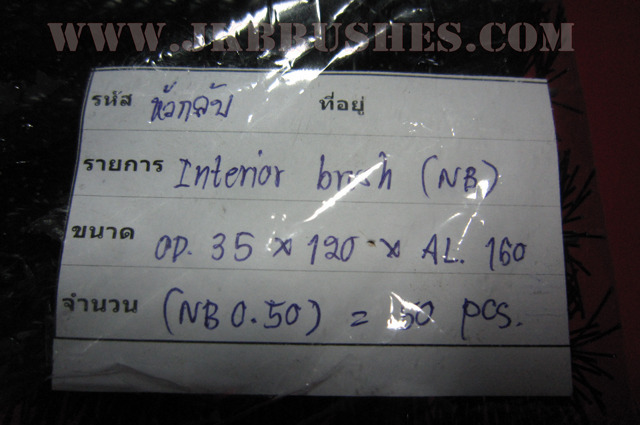 WWW.JKBBRUSHES.COM
รหัส หัวกลับ ที่อยู่
รายการ Interior brush (NB)
ขนาด OD. 35 x 120 x AL. 160
จำนวน (NB 0.50) = 50 pcs.